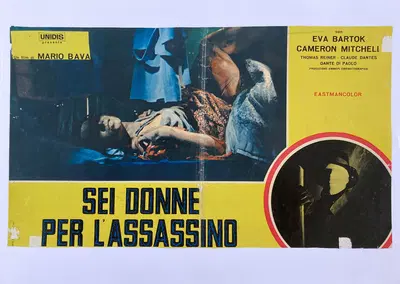 UNIDIS
presenta
un film di MARIO BAVA
con
EVA BARTOK
CAMERON MITCHELL
THOMAS REINER - CLAUDE DANTES
DANTE DI PAOLO
EASTMANCOLOR
SEI DONNE
PER L'ASSASSINO